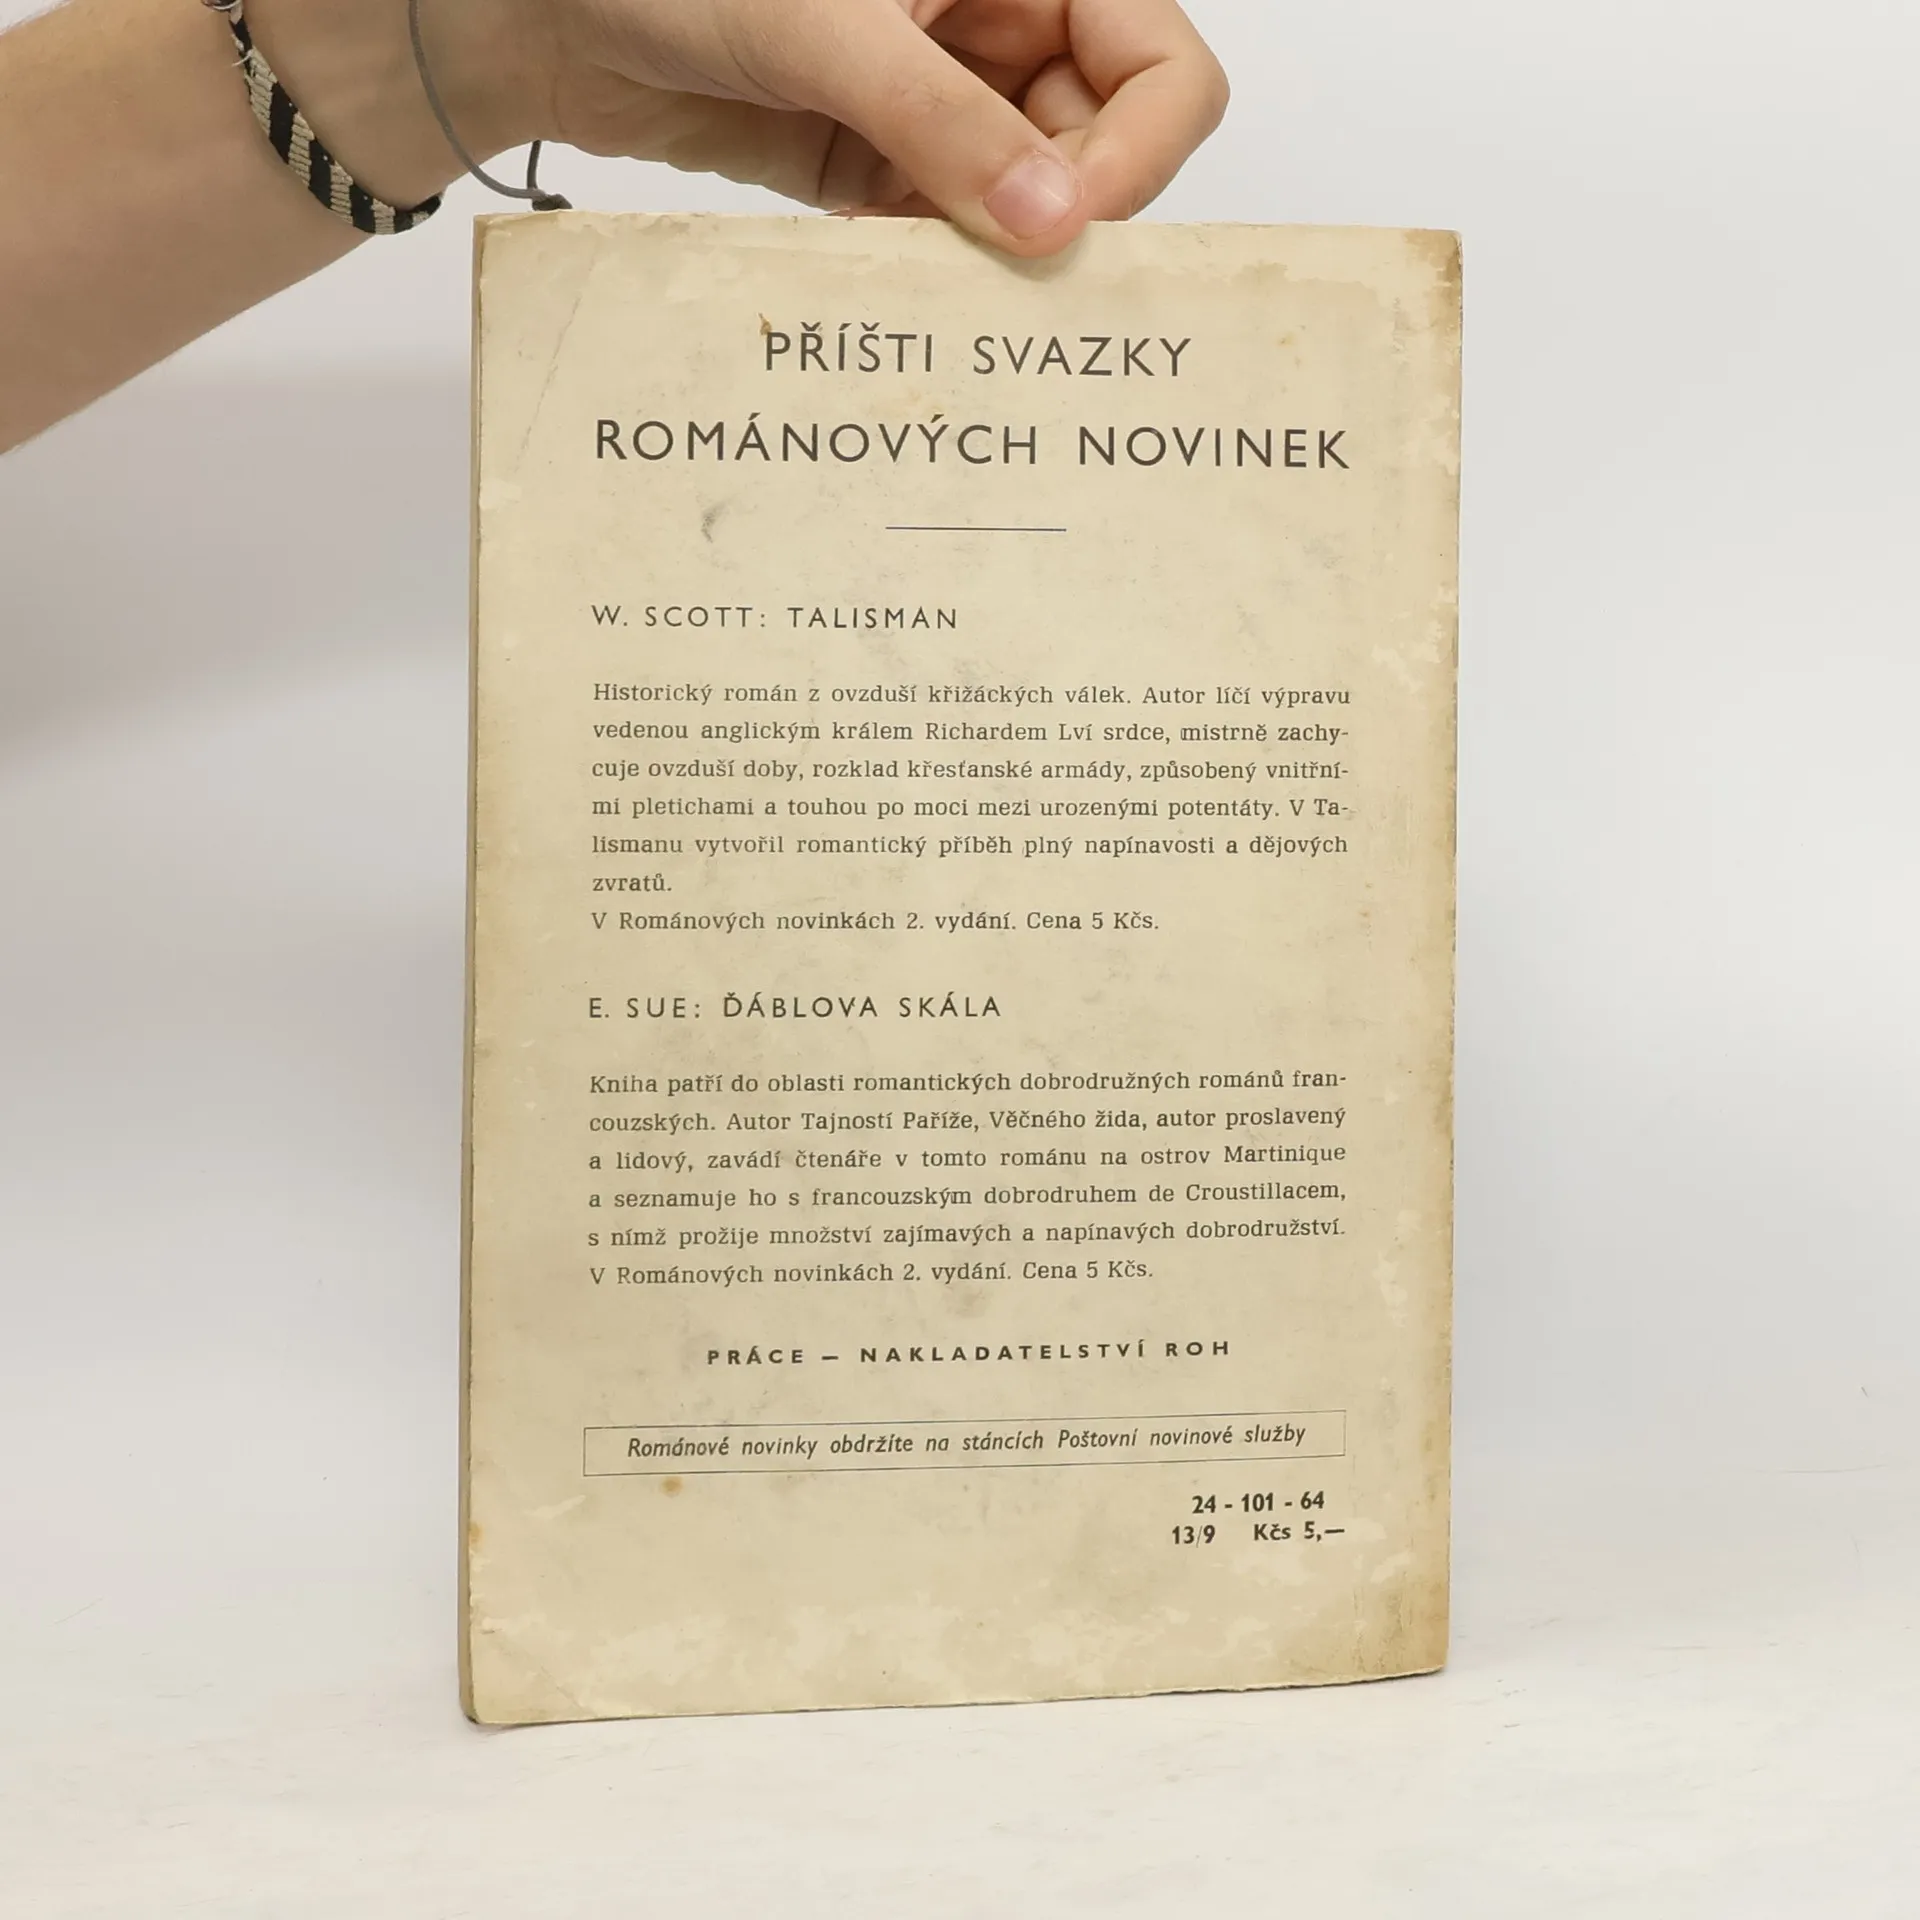 PŘÍŠTI SVAZKY
ROMÁNOVÝCH NOVINEK
W. SCOTT: TALISMAN
Historický román z ovzduší křižáckých válek. Autor líčí výpravu
vedenou anglickým králem Richardem Lví srdce, mistrně zachy-
cuje ovzduší doby, rozklad křesťanské armády, způsobený vnitřní-
mi pletichami a touhou po moci mezi urozenými potentáty. V Ta-
lismanu vytvořil romantický příběh plný napínavosti a dějových
zvratů.
V Románových novinkách 2. vydání. Cena 5 Kčs.
E. SUE: ĎÁBLOVA SKÁLA
Kniha patří do oblasti romantických dobrodružných románů fran-
couzských. Autor Tajností Paříže, Věčného žida, autor proslavený
a lidový, zavádí čtenáře v tomto románu na ostrov Martinique
a seznamuje ho s francouzským dobrodruhem de Croustillacem,
s nímž prožije množství zajímavých a napínavých dobrodružství.
V Románových novinkách 2. vydání. Cena 5 Kčs.
PRÁCE — NAKLADATELSTVÍ ROH
Románové novinky obdržíte na stáncích Poštovní novinové služby
24 - 101 - 64
13/9 Kčs 5,—